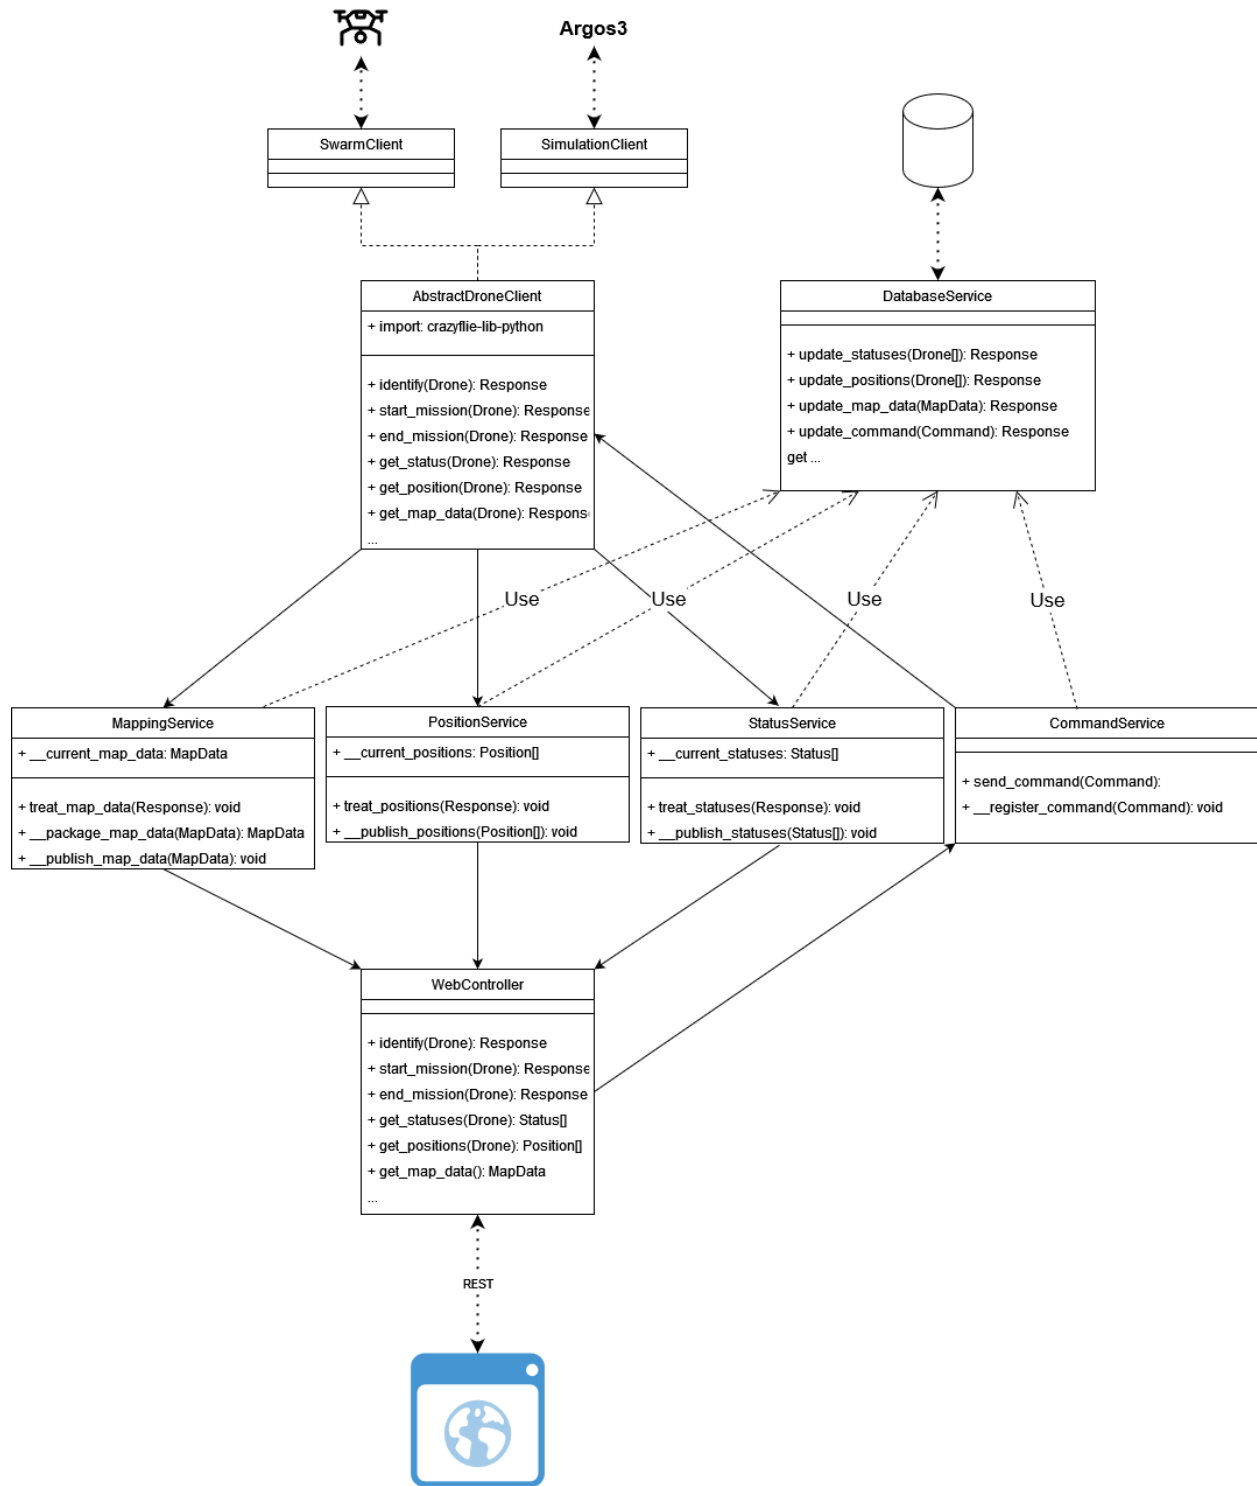 Argos3
SwarmClient
SimulationClient
AbstractDroneClient
+ import: crazyflie-lib-python
+ identify(Drone): Response
+ start_mission(Drone): Response
+ end_mission(Drone): Response
+ get_status(Drone): Response
+ get_position(Drone): Response
+ get_map_data(Drone): Respons
...
DatabaseService
+ update_statuses(Drone[]): Response
+ update_positions(Drone[]): Response
+ update_map_data(MapData): Response
+ update_command(Command): Response
get ...
Use
Use
Use
Use
MappingService
+ __current_map_data: MapData
+ treat_map_data(Response): void
+ __package_map_data(MapData): MapData
+ __publish_map_data(MapData): void
PositionService
+ __current_positions: Position[]
+ treat_positions(Response): void
+ __publish_positions(Position[]): void
StatusService
+ __current_statuses: Status[]
+ treat_statuses(Response): void
+ __publish_statuses(Status[]): void
CommandService
+ send_command(Command):
+ __register_command(Command): void
WebController
+ identify(Drone): Response
+ start_mission(Drone): Response
+ end_mission(Drone): Response
+ get_statuses(Drone): Status[]
+ get_positions(Drone): Position[]
+ get_map_data(): MapData
...
REST